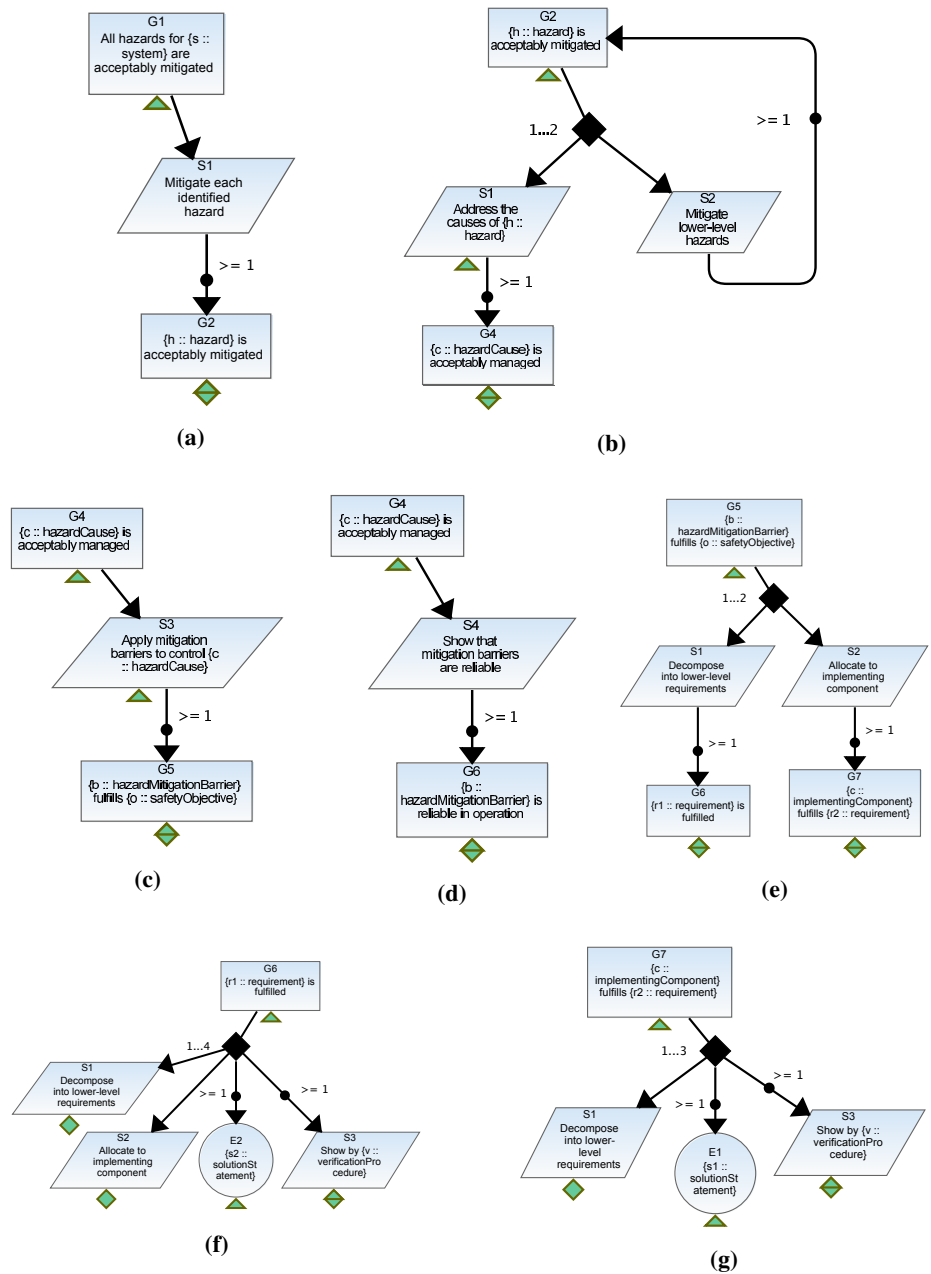 G1
All hazards for {s ::
system} are
acceptably mitigated
S1
Mitigate each
identified
hazard
>= 1
G2
{h :: hazard} is
acceptably mitigated
(a)
G2
{h :: hazard} is
acceptably mitigated
1...2
>= 1
S1
Address the
causes of {h ::
hazard}
S2
Mitigate
lower-level
hazards
>= 1
G4
{c :: hazardCause} is
acceptably managed
(b)
G4
{c :: hazardCause} is
acceptably managed
S3
Apply mitigation
barriers to control {c
:: hazardCause}
>= 1
G5
{b :: hazardMitigationBarrier}
fulfills {o :: safetyObjective}
(c)
G4
{c :: hazardCause} is
acceptably managed
S4
Show that
mitigation barriers
are reliable
>= 1
G6
{b ::
hazardMitigationBarrier} is
reliable in operation
(d)
G5
{b ::
hazardMitigationBarrier}
fulfills {o :: safetyObjective}
1...2
S1
Decompose
into lower-level
requirements
S2
Allocate to
implementing
component
>= 1
>= 1
G6
{r1 :: requirement} is
fulfilled
G7
{c ::
implementingComponent}
fulfills {r2 :: requirement}
(e)
G6
{r1 :: requirement} is
fulfilled
1...4
S1
Decompose
into lower-level
requirements
>= 1
>= 1
S2
Allocate to
implementing
component
E2
{s2 ::
solutionSt
atement}
S3
Show by {v ::
verificationPro
cedure}
(f)
G7
{c ::
implementingComponent}
fulfills {r2 :: requirement}
1...3
>= 1
>= 1
S1
Decompose
into lower-
level
requirements
E1
{s1 ::
solutionSt
atement}
S3
Show by {v ::
verificationPro
cedure}
(g)